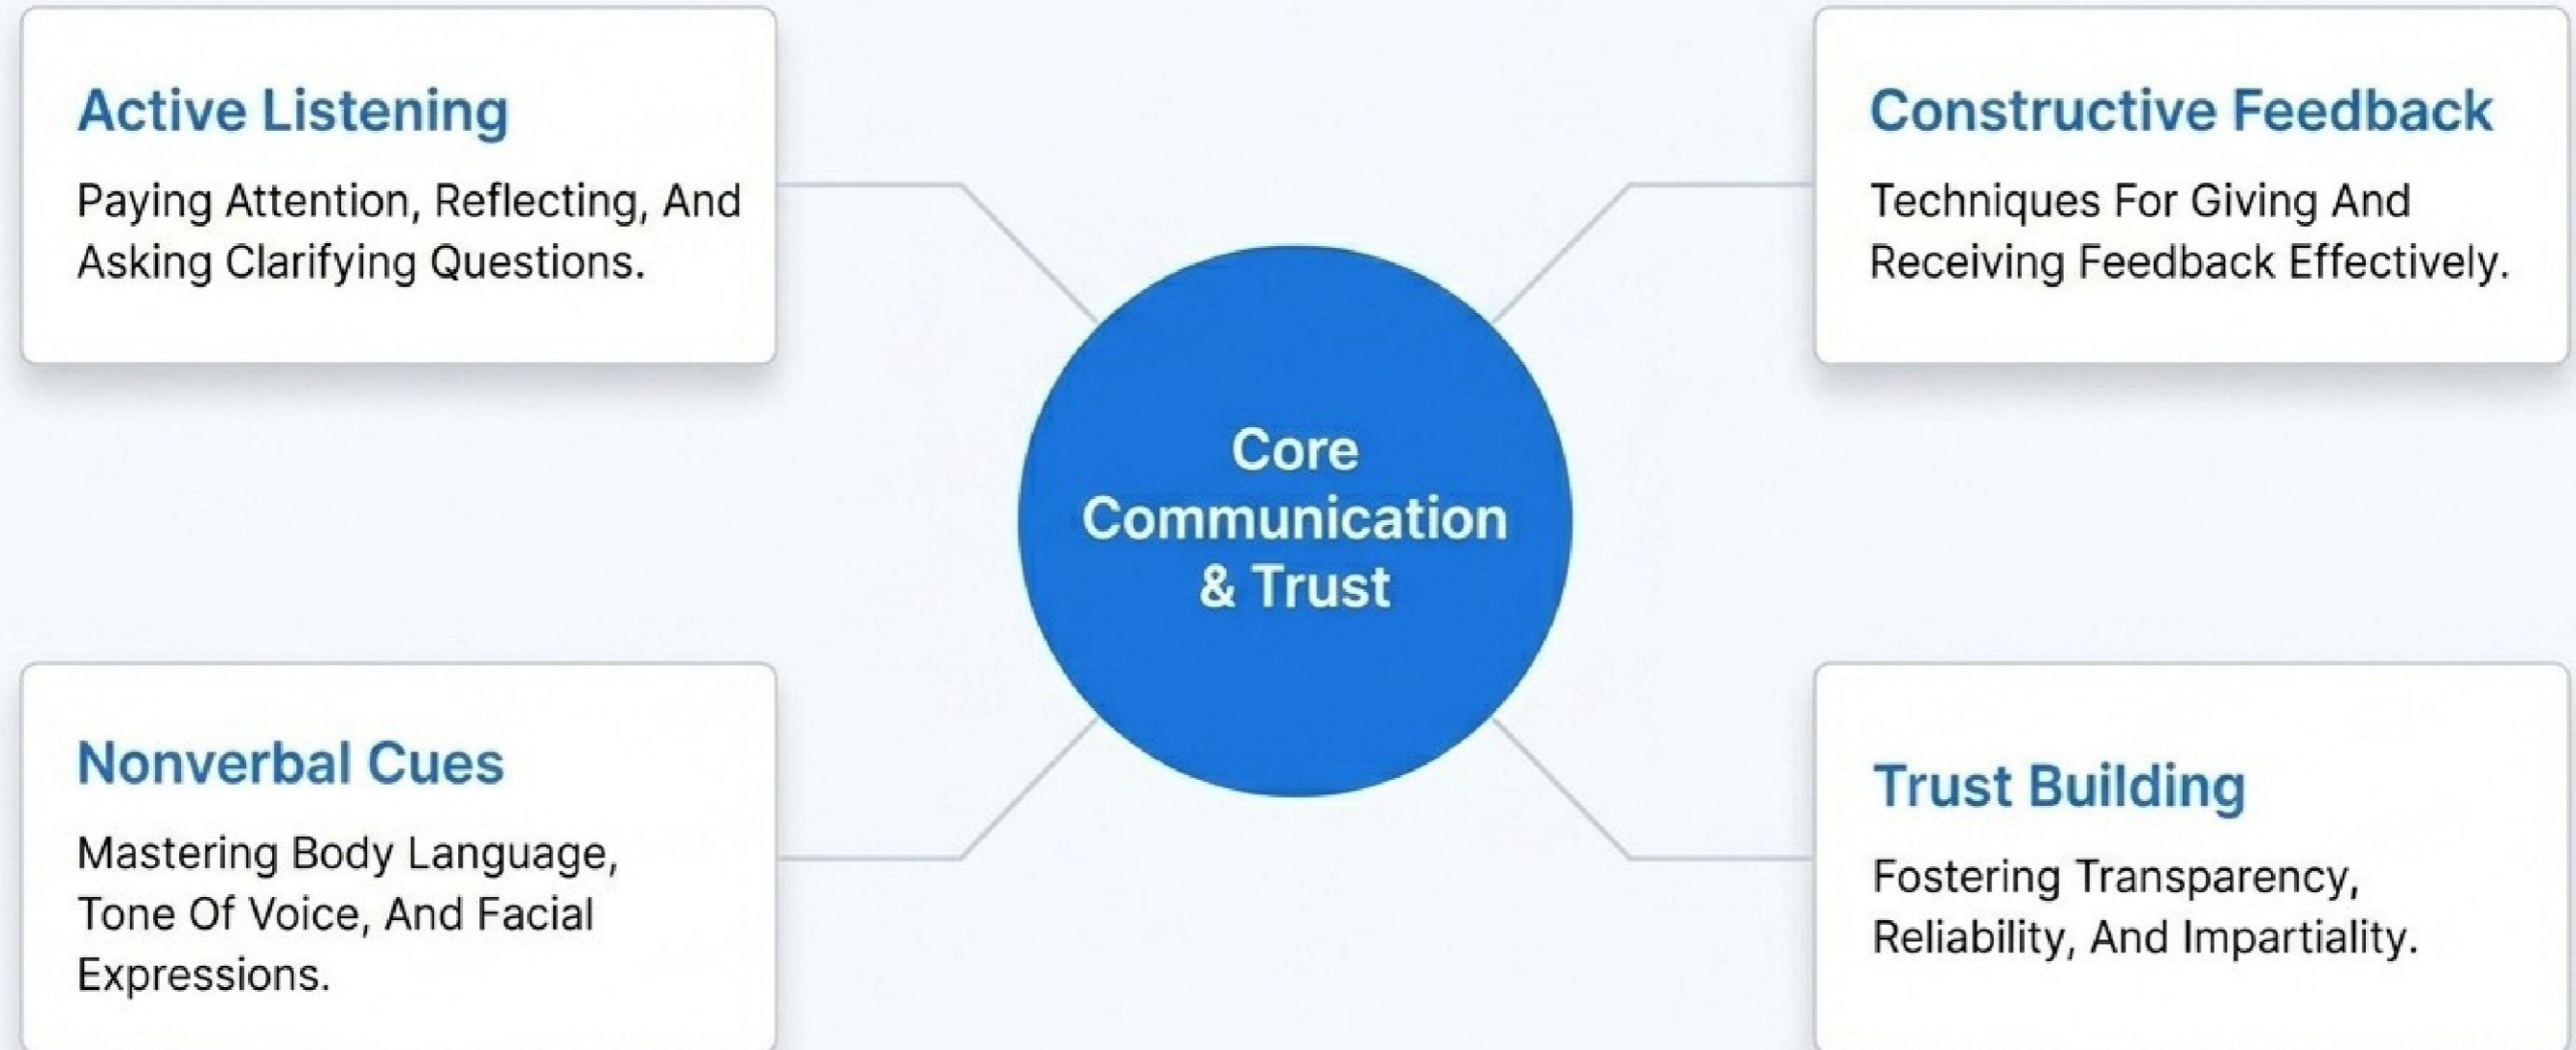 Active Listening
Paying Attention, Reflecting, And
Asking Clarifying Questions.
Constructive Feedback
Techniques For Giving And
Receiving Feedback Effectively.
Core
Communication
& Trust
Nonverbal Cues
Mastering Body Language,
Tone Of Voice, And Facial
Expressions.
Trust Building
Fostering Transparency,
Reliability, And Impartiality.